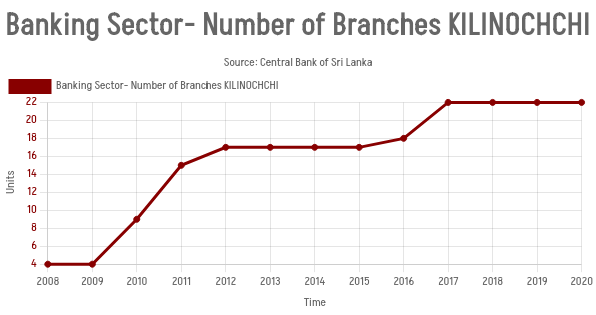 Banking Sector- Number of Branches KILINOCHCHI
Source: Central Bank of Sri Lanka
Banking Sector- Number of Branches KILINOCHCHI
22
20
18
16
14
12
10
8
6
4
Units
2008 2009 2010 2011 2012 2013 2014 2015 2016 2017 2018 2019 2020
Time